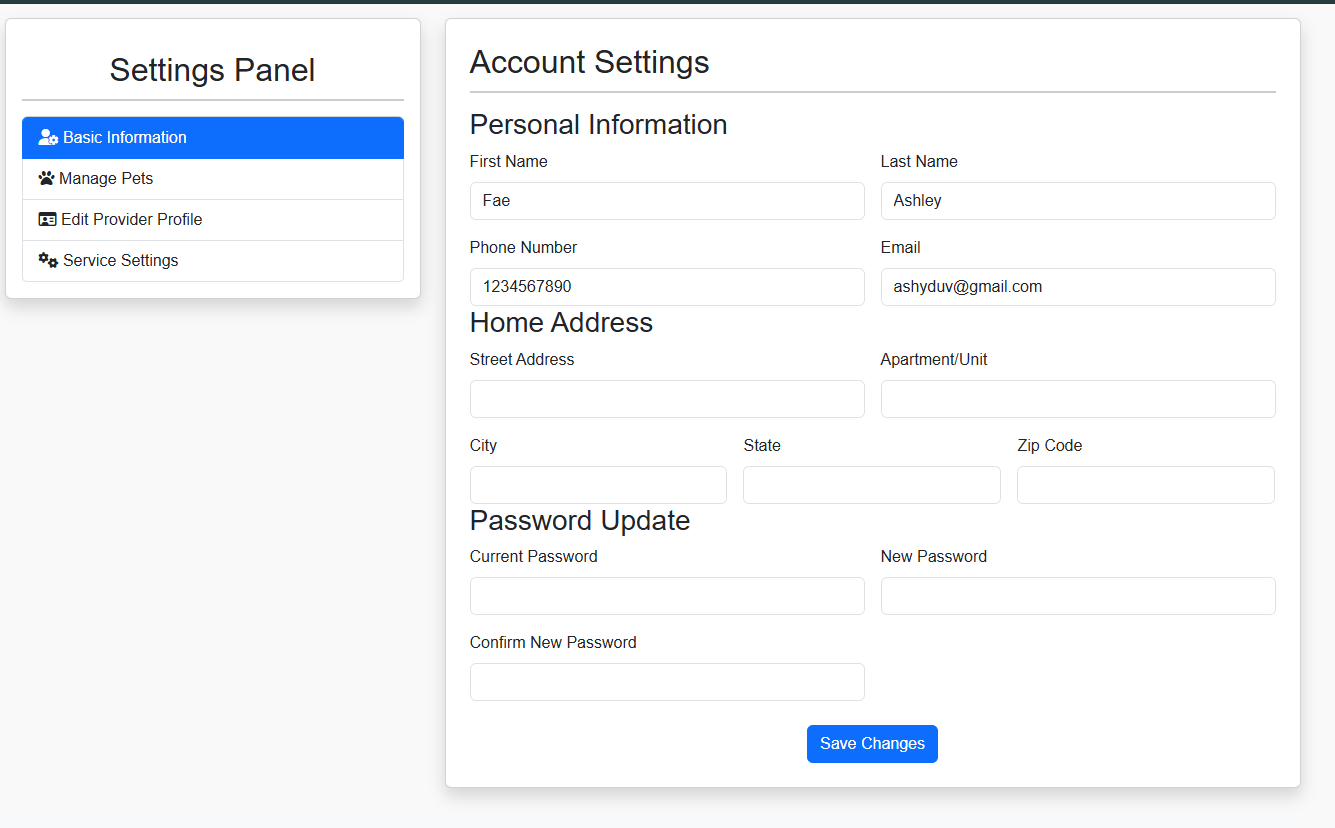 Settings Panel
Basic Information
Manage Pets
Edit Provider Profile
Service Settings
Account Settings
Personal Information
First Name Last Name
Fae Ashley
Phone Number Email
1234567890 ashyduv@gmail.com
Home Address
Street Address Apartment/Unit
City State Zip Code
Password Update
Current Password New Password
Confirm New Password
Save Changes